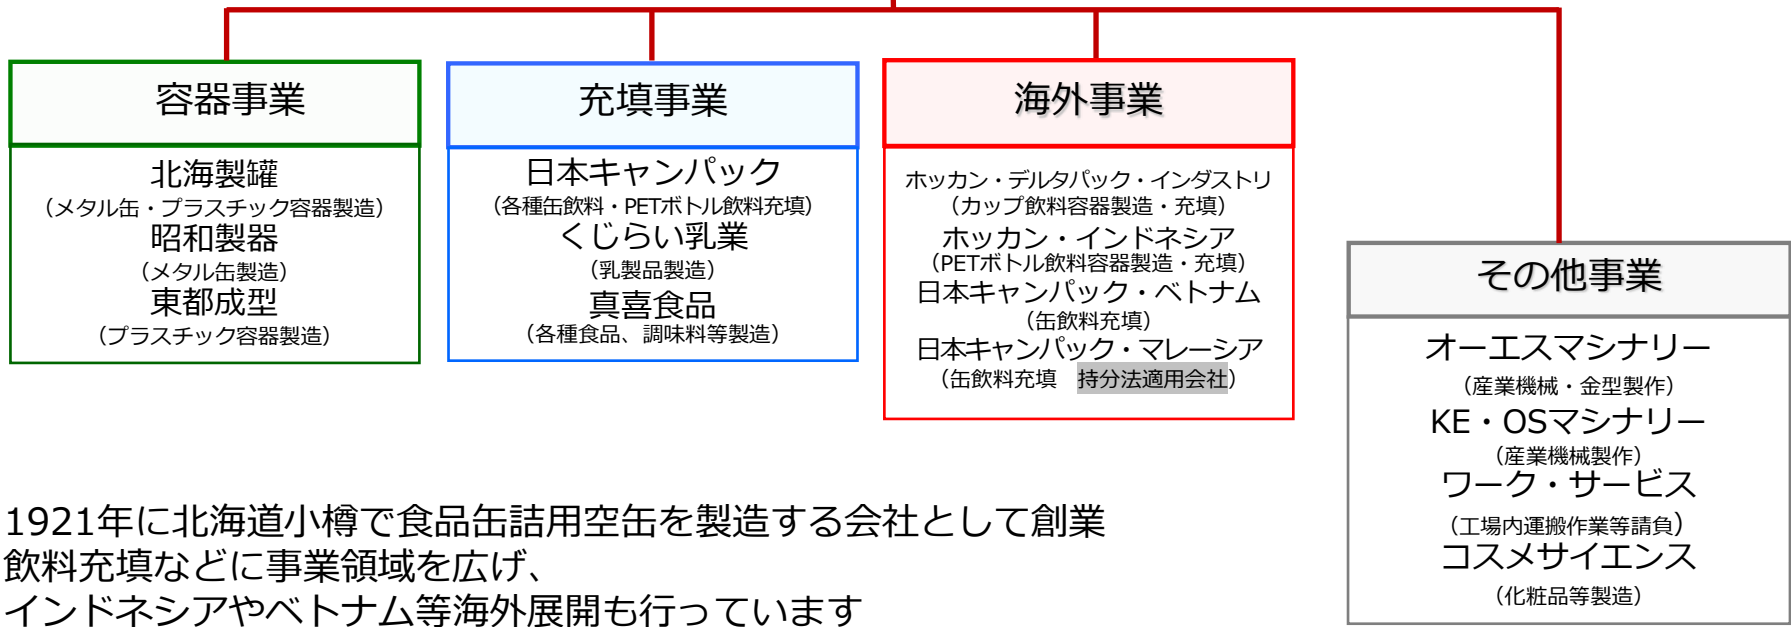 容器事業
北海製罐
（メタル缶・プラスチック容器製造）
昭和製器
（メタル缶製造）
東都成型
（プラスチック容器製造）
充填事業
日本キャンパック
（各種缶飲料・PETボトル飲料充填）
くじらい乳業
（乳製品製造）
真喜食品
（各種食品、調味料等製造）
海外事業
ホッカン・デルタパック・インダストリ
（カップ飲料容器製造・充填）
ホッカン・インドネシア
（PETボトル飲料容器製造・充填）
日本キャンパック・ベトナム
（缶飲料充填）
日本キャンパック・マレーシア
（缶飲料充填　持分法適用会社）
その他事業
オーエスマシナリー
（産業機械・金型製作）
KE・OSマシナリー
（産業機械製作）
ワーク・サービス
（工場内運搬作業等請負）
コスメサイエンス
（化粧品等製造）
1921年に北海道小樽で食品缶詰用空缶を製造する会社として創業
飲料充填などに事業領域を広げ、
インドネシアやベトナム等海外展開も行っています